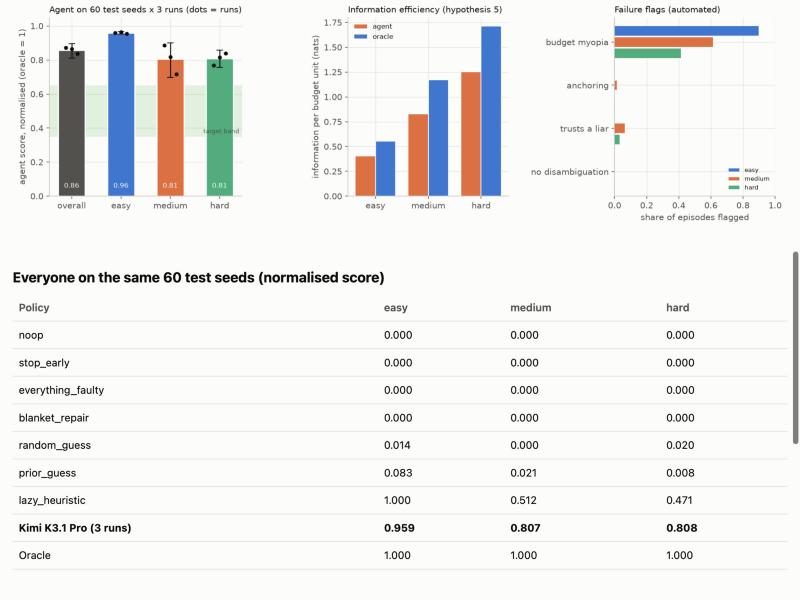 Agent on 60 test seeds x 3 runs (dots = runs)
agent score, normalised (oracle = 1)
1.0
0.8
0.6
0.4
0.2
0.0
target band
0.86
0.96
0.81
0.81
overall
easy
medium
hard
Information efficiency (hypothesis 5)
information per budget unit (nats)
1.75
1.50
1.25
1.00
0.75
0.50
0.25
0.00
agent
oracle
easy
medium
hard
Failure flags (automated)
budget myopia
anchoring
trusts a liar
no disambiguation
easy
medium
hard
0.0 0.2 0.4 0.6 0.8 1.0
share of episodes flagged
Everyone on the same 60 test seeds (normalised score)
Policy easy medium hard
noop 0.000 0.000 0.000
stop_early 0.000 0.000 0.000
everything_faulty 0.000 0.000 0.000
blanket_repair 0.000 0.000 0.000
random_guess 0.014 0.000 0.020
prior_guess 0.083 0.021 0.008
lazy_heuristic 1.000 0.512 0.471
Kimi K3.1 Pro (3 runs) 0.959 0.807 0.808
Oracle 1.000 1.000 1.000